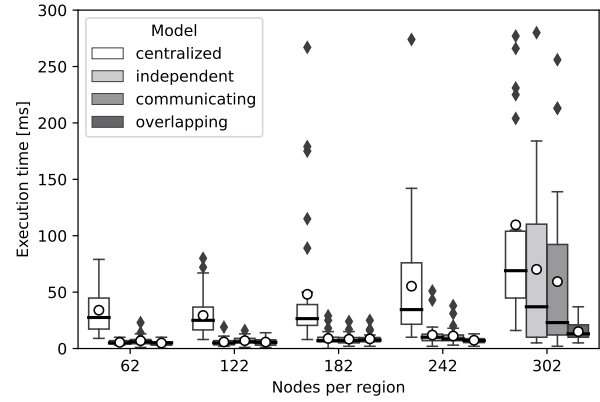 300
250
200
150
100
50
0
Execution time [ms]
Model
centralized
independent
communicating
overlapping
62 122 182 242 302
Nodes per region